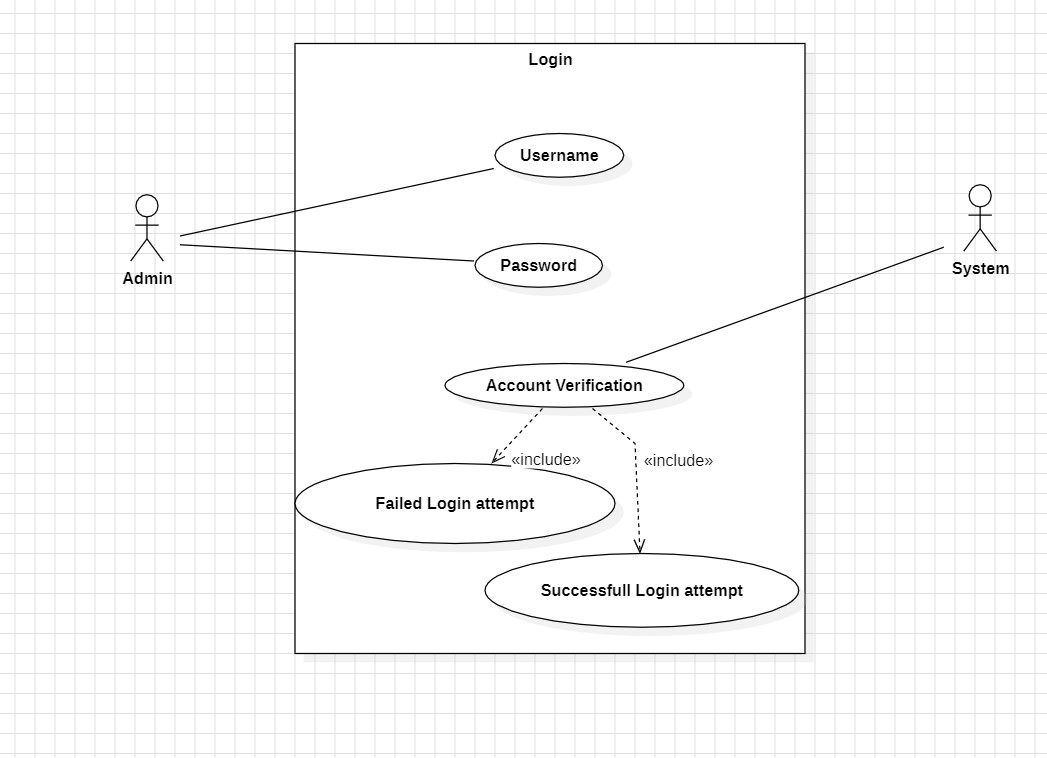 Login
Username
Admin
Password
System
Account Verification
«include»
«include»
Failed Login attempt
Successfull Login attempt